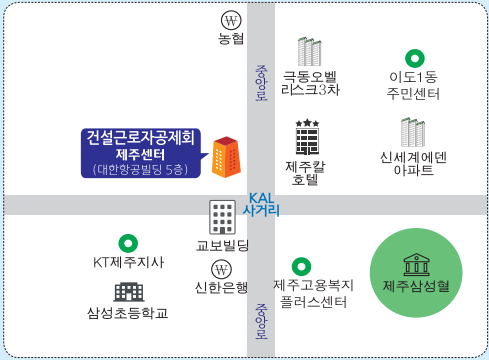 농협
중앙로
극동오벨
리스크3차
이도1동
주민센터
건설근로자공제회
제주센터
(대한항공빌딩 5층)
제주칼
호텔
신세계에덴
아파트
KAL
사거리
교보빌딩
KT제주지사
신한은행
제주고용복지
플러스센터
제주삼성혈
삼성초등학교
중앙로